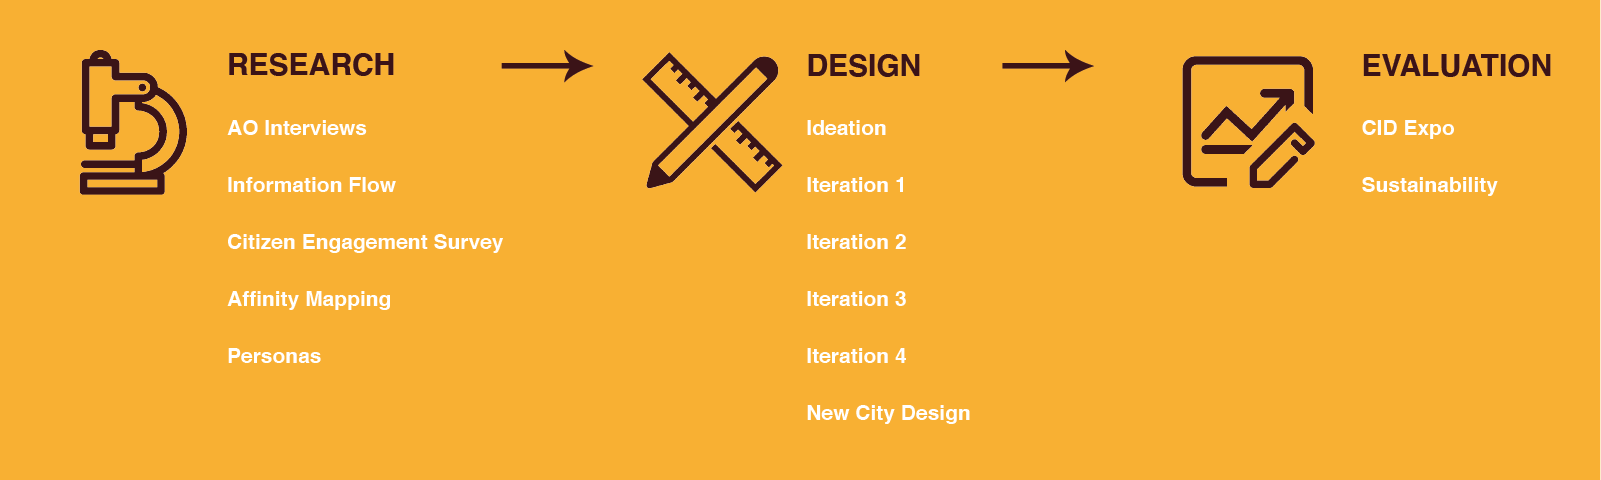 RESEARCH
AO Interviews
Information Flow
Citizen Engagement Survey
Affinity Mapping
Personas
DESIGN
Ideation
Iteration 1
Iteration 2
Iteration 3
Iteration 4
New City Design
EVALUATION
CID Expo
Sustainability